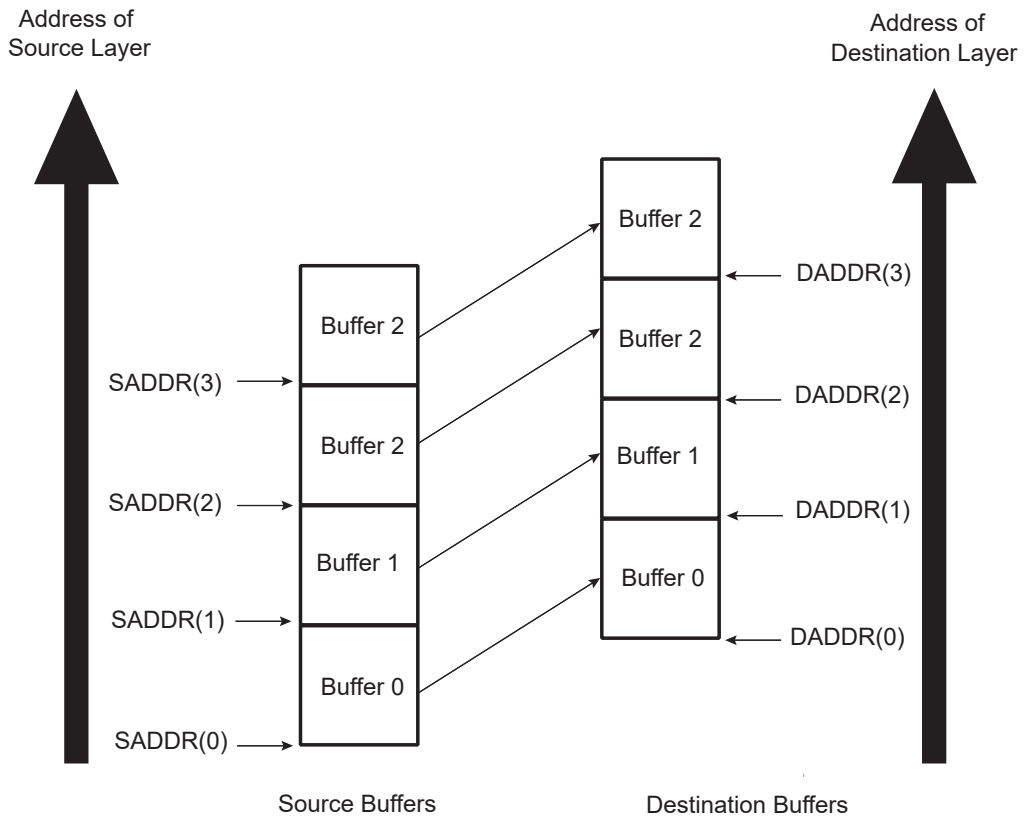 Address of
Source Layer
Address of
Destination Layer
Buffer 2
DADDR(3)
Buffer 2
Buffer 2
SADDR(3)
DADDR(2)
Buffer 2
Buffer 1
SADDR(2)
DADDR(1)
Buffer 1
Buffer 0
SADDR(1)
DADDR(0)
Buffer 0
SADDR(0)
Source Buffers
Destination Buffers